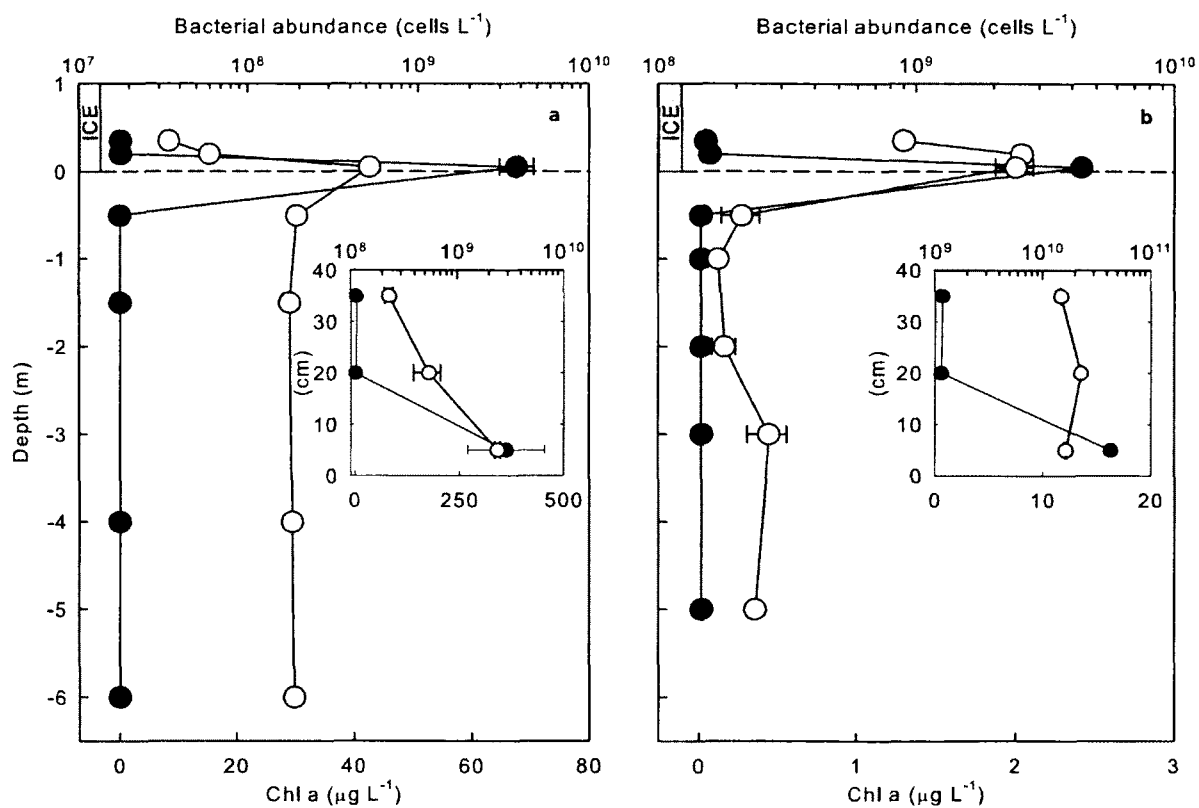 Bacterial abundance (cells L⁻¹)
10⁷ 10⁸ 10⁹ 10¹⁰
1
ICE
a
0
-1
-2
-3
-4
-5
-6
Depth (m)
10⁸ 10⁹ 10¹⁰
40
30
20
10
0
(cm)
0 250 500
0 20 40 60 80
Chl a (µg L⁻¹)
Bacterial abundance (cells L⁻¹)
10⁸ 10⁹ 10¹⁰
ICE
b
10⁹ 10¹⁰ 10¹¹
40
30
20
10
0
(cm)
0 10 20
0 1 2 3
Chl a (µg L⁻¹)